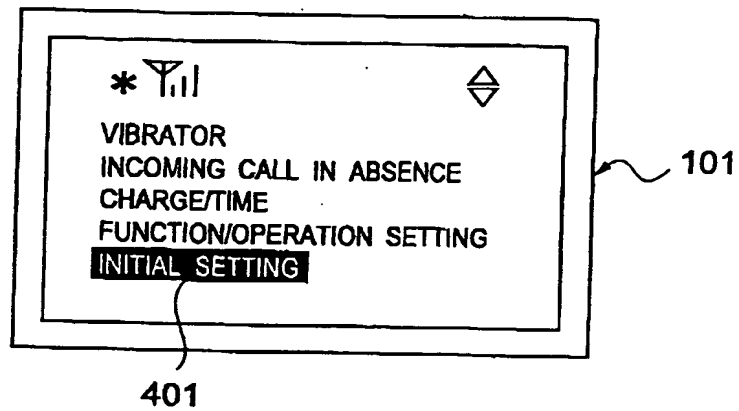 *
VIBRATOR
INCOMING CALL IN ABSENCE
CHARGE/TIME
FUNCTION/OPERATION SETTING
INITIAL SETTING
101
401